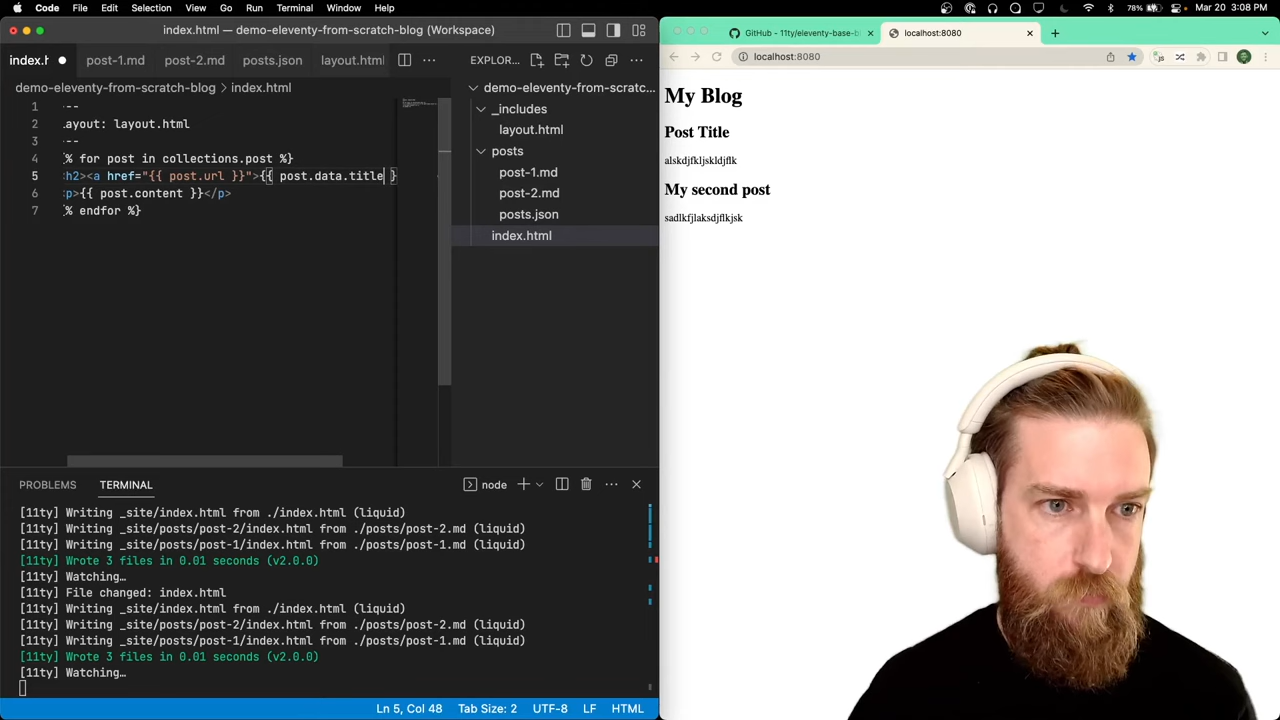 Code File Edit Selection View Go Run Terminal Window Help 78% Mar 20 3:08 PM
index.html — demo-eleventy-from-scratch-blog (Workspace)
index.h post-1.md post-2.md posts.json layout.html
EXPLOR...
demo-eleventy-from-scratch-blog › index.html
demo-eleventy-from-scratc...
_includes
layout.html
posts
post-1.md
post-2.md
posts.json
index.html
1 --
2 ayout: layout.html
3 --
4 % for post in collections.post %}
5 h2><a href="{{ post.url }}">{{ post.data.title }
6 p>{{ post.content }}</p>
7 % endfor %}
PROBLEMS TERMINAL node
[11ty] Writing _site/index.html from ./index.html (liquid)
[11ty] Writing _site/posts/post-2/index.html from ./posts/post-2.md (liquid)
[11ty] Writing _site/posts/post-1/index.html from ./posts/post-1.md (liquid)
[11ty] Wrote 3 files in 0.01 seconds (v2.0.0)
[11ty] Watching…
[11ty] File changed: index.html
[11ty] Writing _site/index.html from ./index.html (liquid)
[11ty] Writing _site/posts/post-2/index.html from ./posts/post-2.md (liquid)
[11ty] Writing _site/posts/post-1/index.html from ./posts/post-1.md (liquid)
[11ty] Wrote 3 files in 0.01 seconds (v2.0.0)
[11ty] Watching…
Ln 5, Col 48 Tab Size: 2 UTF-8 LF HTML
GitHub - 11ty/eleventy-base-b
localhost:8080
localhost:8080
My Blog
Post Title
alskdjfkljskldjflk
My second post
sadlkfjlaksdjflkjsk